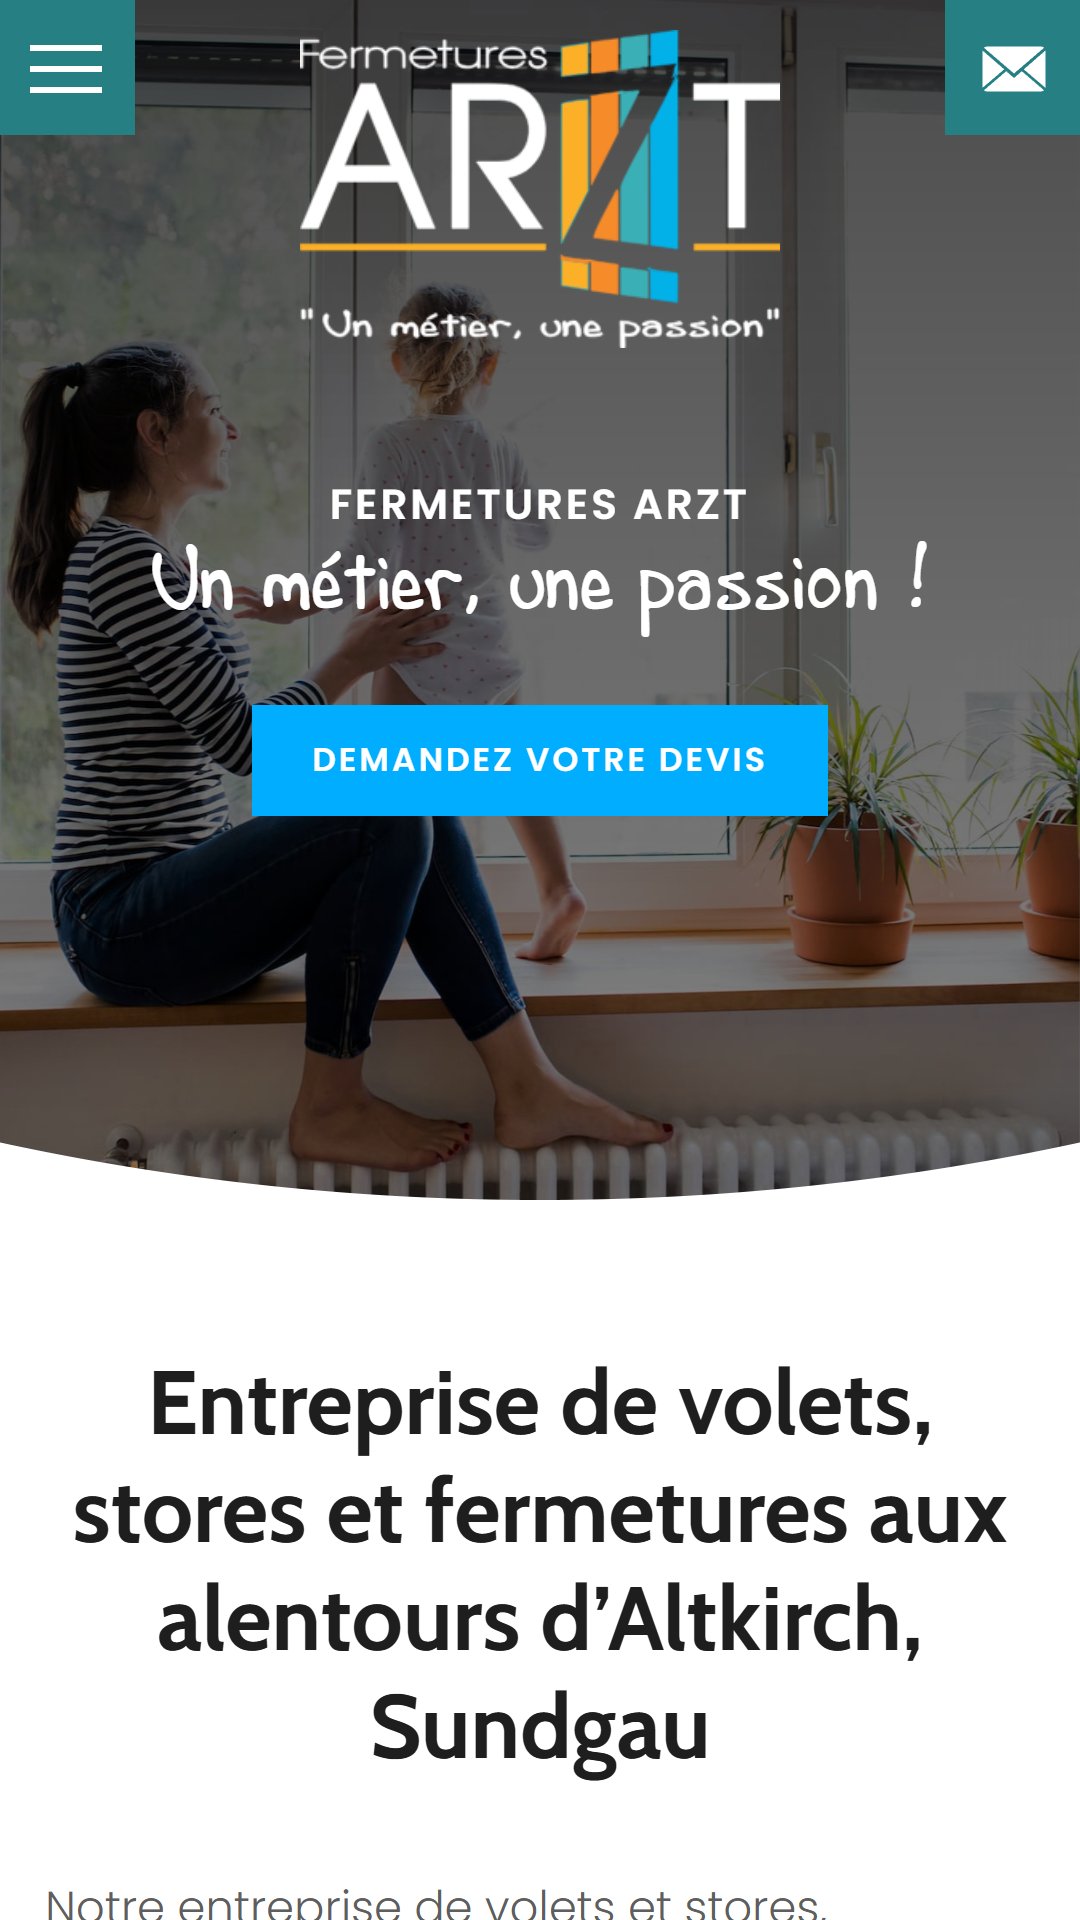 Fermetures
ARZT
"Un métier, une passion"
FERMETURES ARZT
Un métier, une passion !
DEMANDEZ VOTRE DEVIS
Entreprise de volets,
stores et fermetures aux
alentours d’Altkirch,
Sundgau
Notre entreprise de volets et stores,